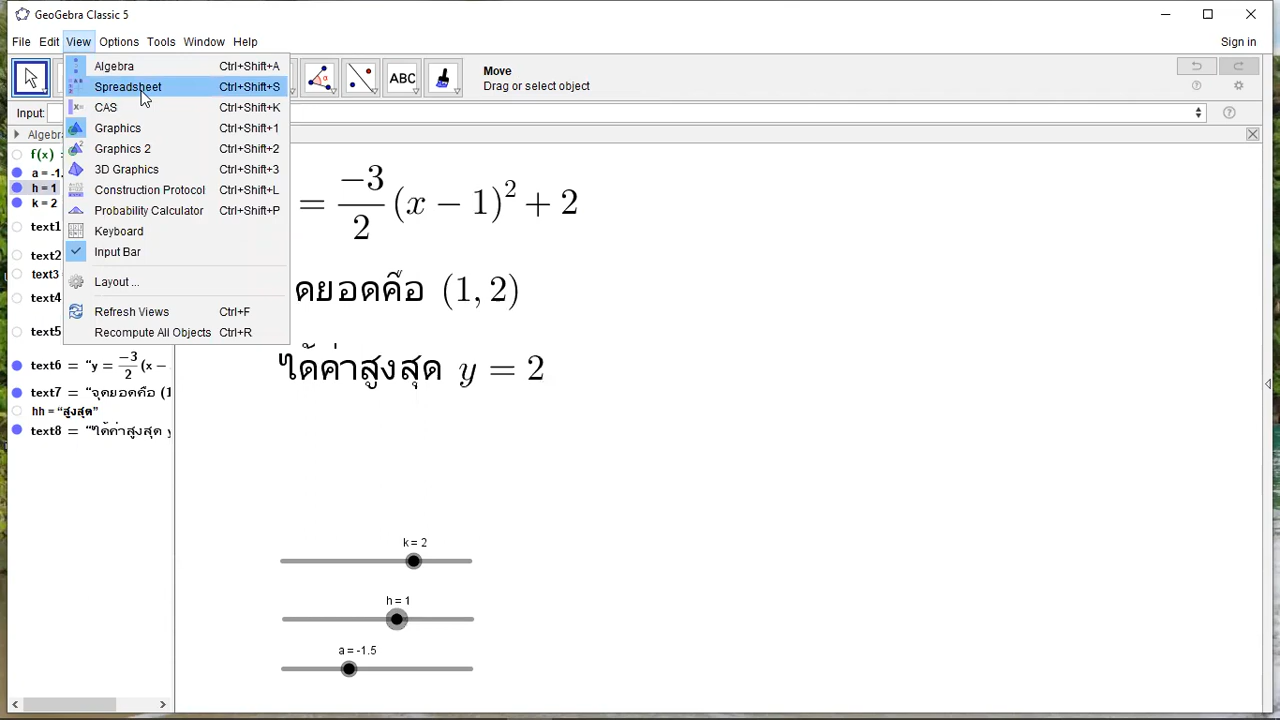 GeoGebra Classic 5
File Edit View Options Tools Window Help
Sign in
Algebra Ctrl+Shift+A
Spreadsheet Ctrl+Shift+S
CAS Ctrl+Shift+K
Graphics Ctrl+Shift+1
Graphics 2 Ctrl+Shift+2
3D Graphics Ctrl+Shift+3
Construction Protocol Ctrl+Shift+L
Probability Calculator Ctrl+Shift+P
Keyboard
Input Bar
Layout ...
Refresh Views Ctrl+F
Recompute All Objects Ctrl+R
ABC
Move
Drag or select object
Input:
Algebra
f(x) =
a = -1.
h = 1
k = 2
text1
text2
text3
text4
text5
text6 = "y = −3/2 (x −
text7 = "จุดยอดคือ (1
hh = "สูงสุด"
text8 = "ได้ค่าสูงสุด y
= −3/2 (x − 1)² + 2
ดยอดคือ (1, 2)
ได้ค่าสูงสุด y = 2
k = 2
h = 1
a = -1.5